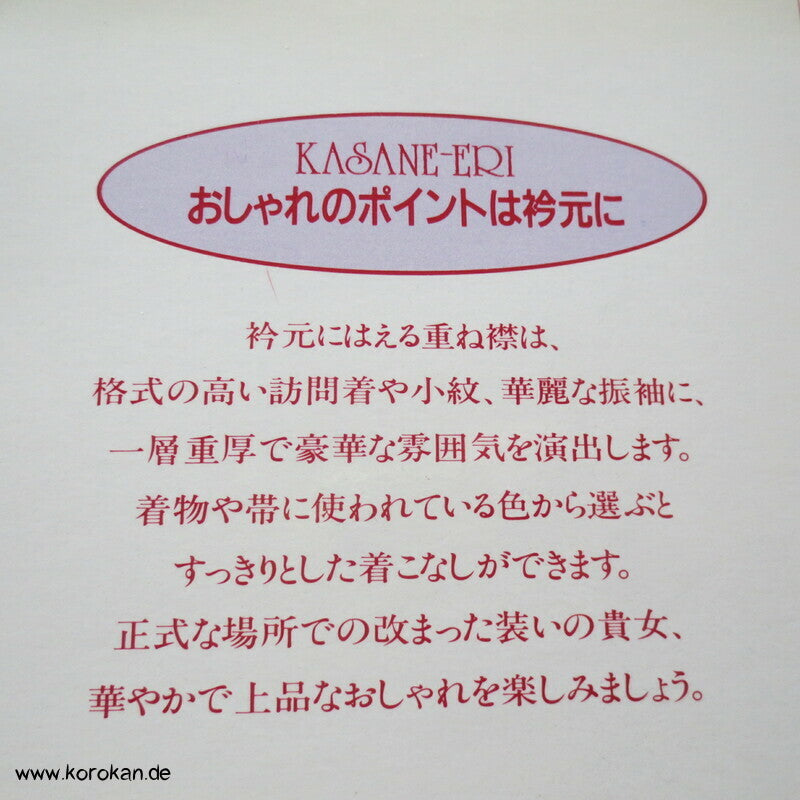 KASANE-ERI
おしゃれのポイントは衿元に
衿元にはえる重ね襟は、
格式の高い訪問着や小紋、華麗な振袖に、
一層重厚で豪華な雰囲気を演出します。
着物や帯に使われている色から選ぶと
すっきりとした着こなしができます。
正式な場所での改まった装いの貴女、
華やかで上品なおしゃれを楽しみましょう。
www.korokan.de